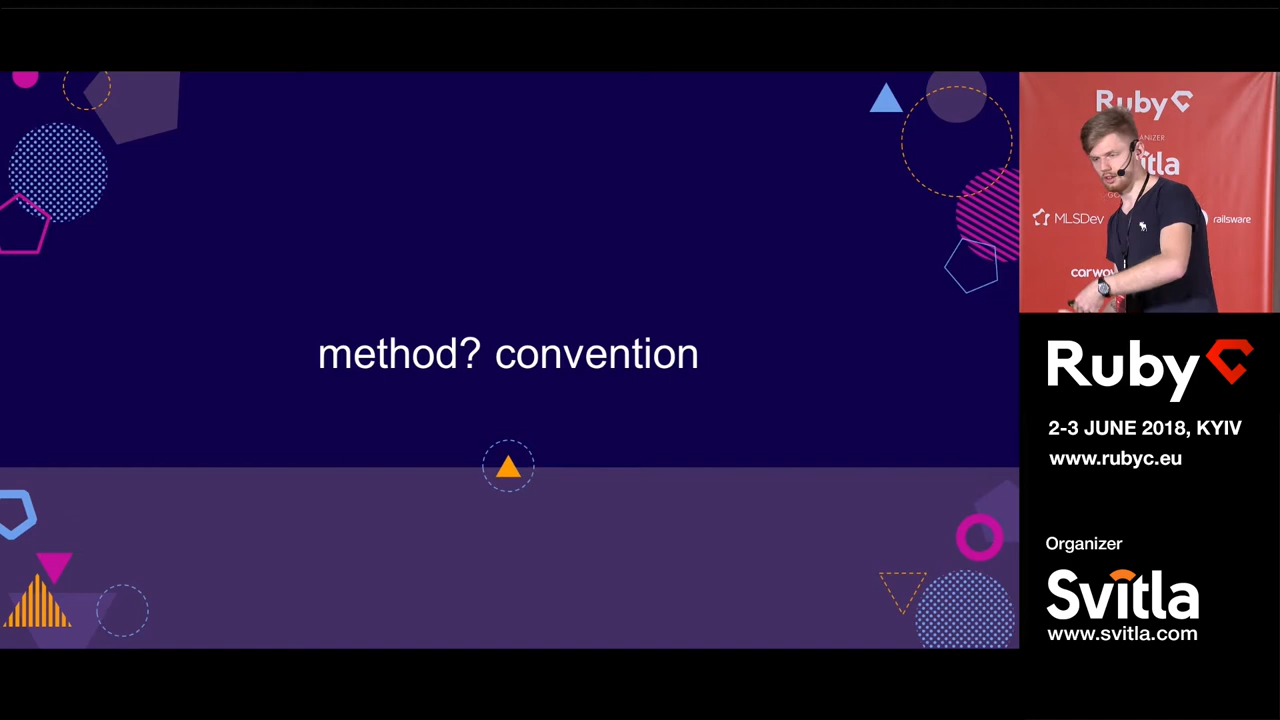 method? convention
Ruby
Svitla
MLSDev
railsware
Ruby
2-3 JUNE 2018, KYIV
www.rubyc.eu
Organizer
Svitla
www.svitla.com